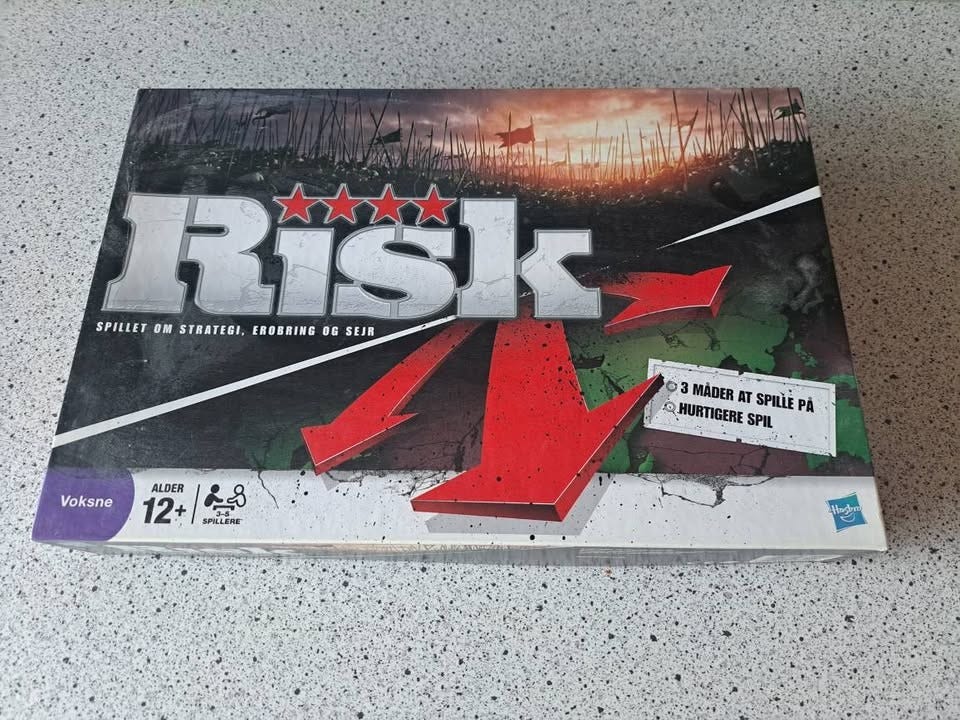 Risk
SPILLET OM STRATEGI, EROBRING OG SEJR
3 MÅDER AT SPILLE PÅ
HURTIGERE SPIL
Voksne
ALDER
12+
3-5
SPILLERE
Hasbro